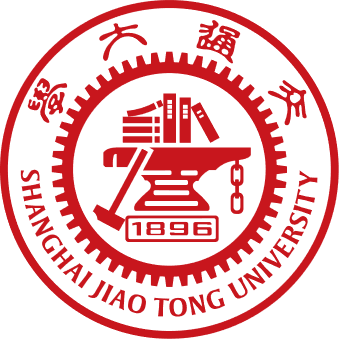 交通大學
1896
SHANGHAI JIAO TONG UNIVERSITY